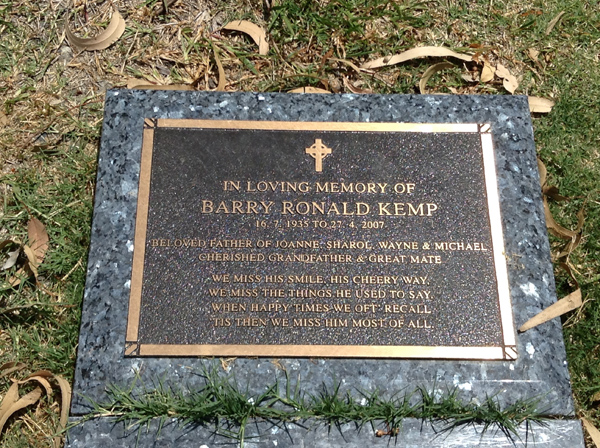 IN LOVING MEMORY OF
BARRY RONALD KEMP
16. 7. 1935 TO 27. 4. 2007
BELOVED FATHER OF JOANNE, SHAROL, WAYNE & MICHAEL
CHERISHED GRANDFATHER & GREAT MATE
WE MISS HIS SMILE, HIS CHEERY WAY,
WE MISS THE THINGS HE USED TO SAY,
WHEN HAPPY TIMES WE OFT' RECALL
'TIS THEN WE MISS HIM MOST OF ALL.